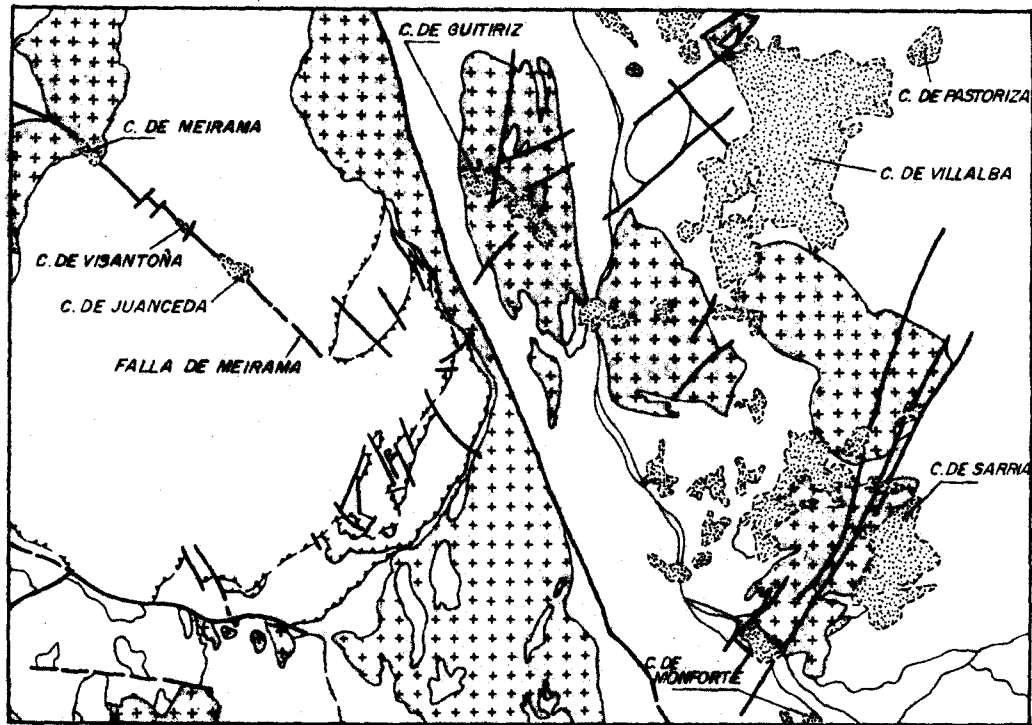 C. DE GUITIRIZ
C. DE PASTORIZA
C. DE MEIRAMA
C. DE VILLALBA
C. DE VISANTOÑA
C. DE JUANCEDA
FALLA DE MEIRAMA
C. DE SARRIA
C. DE
MONFORTE